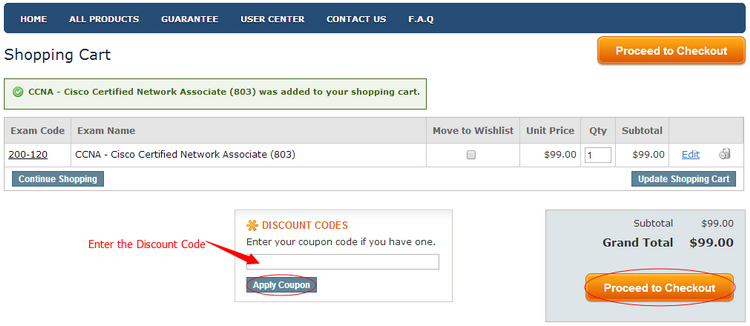 HOME ALL PRODUCTS GUARANTEE USER CENTER CONTACT US F.A.Q
Shopping Cart
Proceed to Checkout
CCNA - Cisco Certified Network Associate (803) was added to your shopping cart.
Exam Code Exam Name Move to Wishlist Unit Price Qty Subtotal
200-120 CCNA - Cisco Certified Network Associate (803) $99.00 1 $99.00 Edit
Continue Shopping Update Shopping Cart
DISCOUNT CODES
Enter your coupon code if you have one.
Enter the Discount Code
Apply Coupon
Subtotal $99.00
Grand Total $99.00
Proceed to Checkout